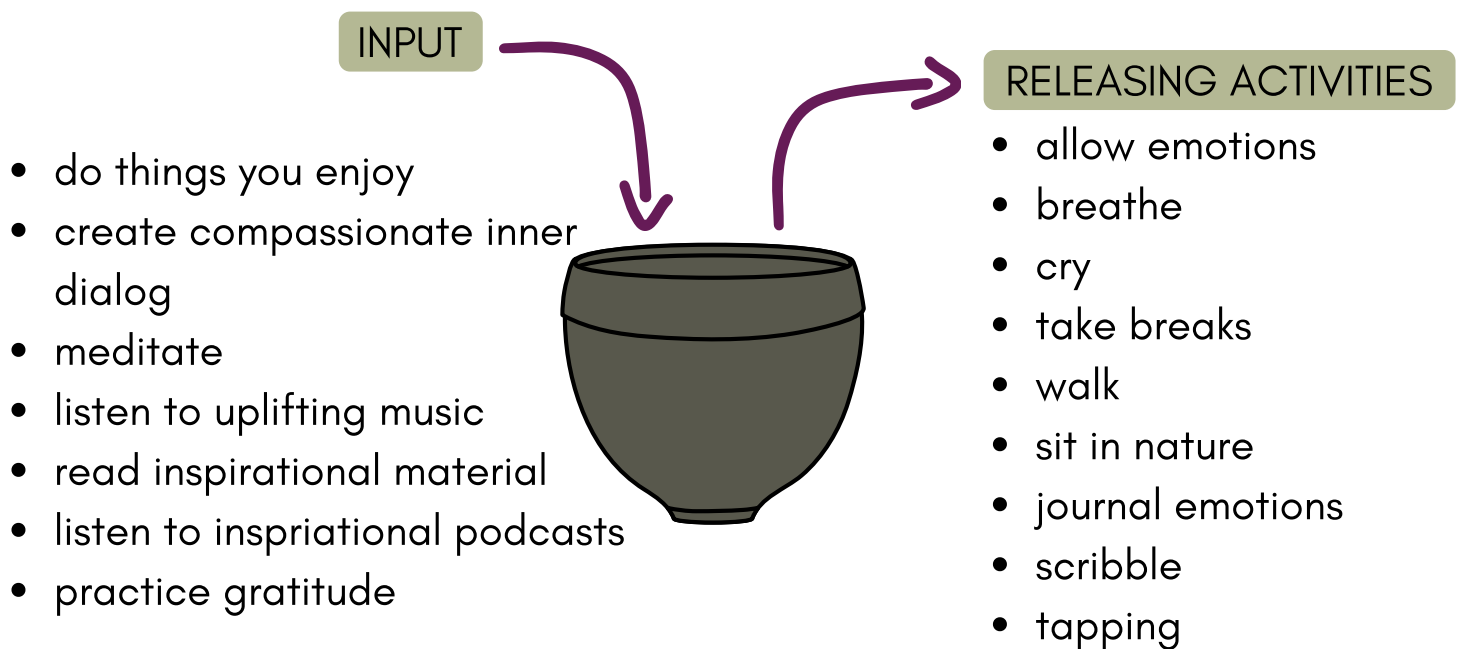 INPUT
• do things you enjoy
• create compassionate inner
dialog
• meditate
• listen to uplifting music
• read inspirational material
• listen to inspriational podcasts
• practice gratitude
RELEASING ACTIVITIES
• allow emotions
• breathe
• cry
• take breaks
• walk
• sit in nature
• journal emotions
• scribble
• tapping